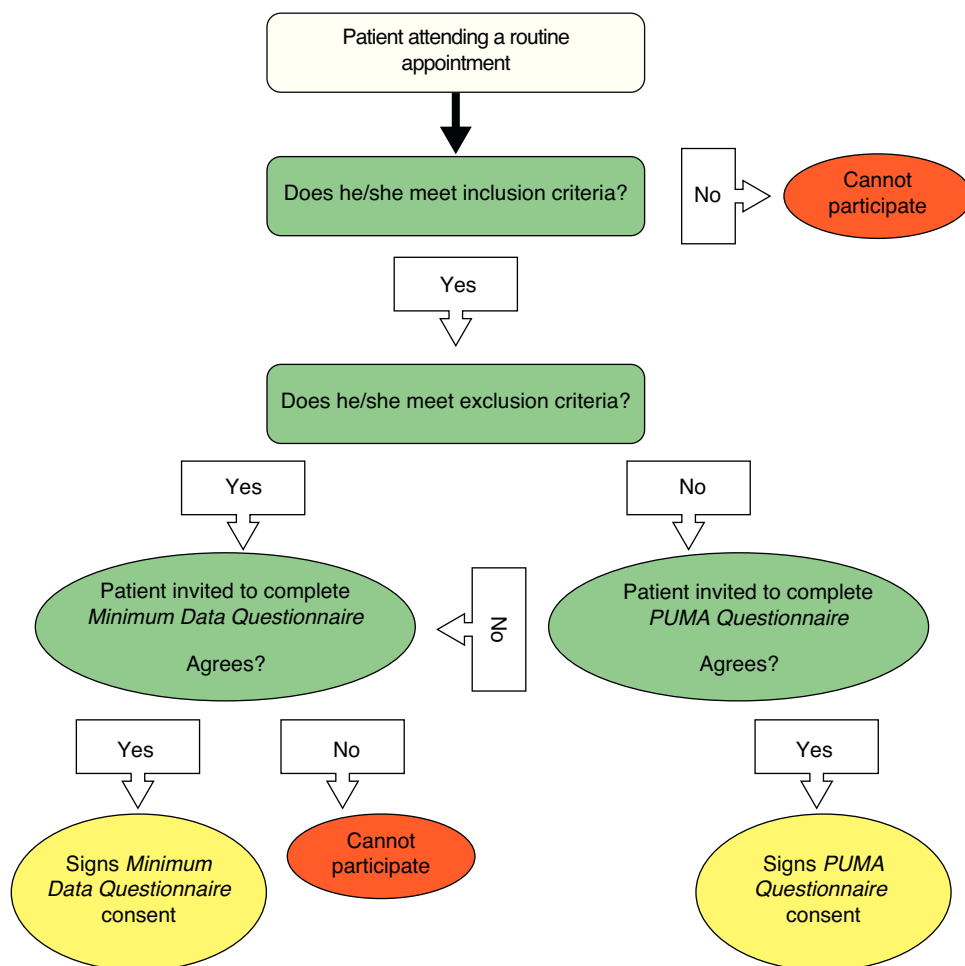 Patient attending a routine
appointment
Does he/she meet inclusion criteria?
No
Cannot
participate
Yes
Does he/she meet exclusion criteria?
Yes
No
Patient invited to complete
Minimum Data Questionnaire
Agrees?
No
Patient invited to complete
PUMA Questionnaire
Agrees?
Yes
No
Yes
Signs Minimum
Data Questionnaire
consent
Cannot
participate
Signs PUMA
Questionnaire
consent